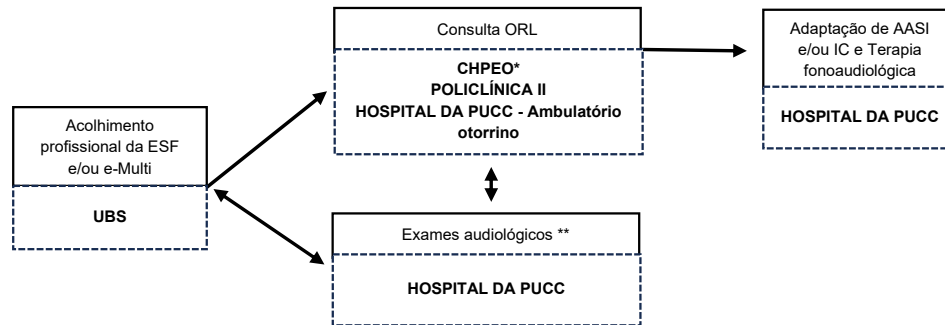 Acolhimento
profissional da ESF
e/ou e-Multi
UBS
Consulta ORL
CHPEO*
POLICLÍNICA II
HOSPITAL DA PUCC - Ambulatório
otorrino
Exames audiológicos **
HOSPITAL DA PUCC
Adaptação de AASI
e/ou IC e Terapia
fonoaudiológica
HOSPITAL DA PUCC